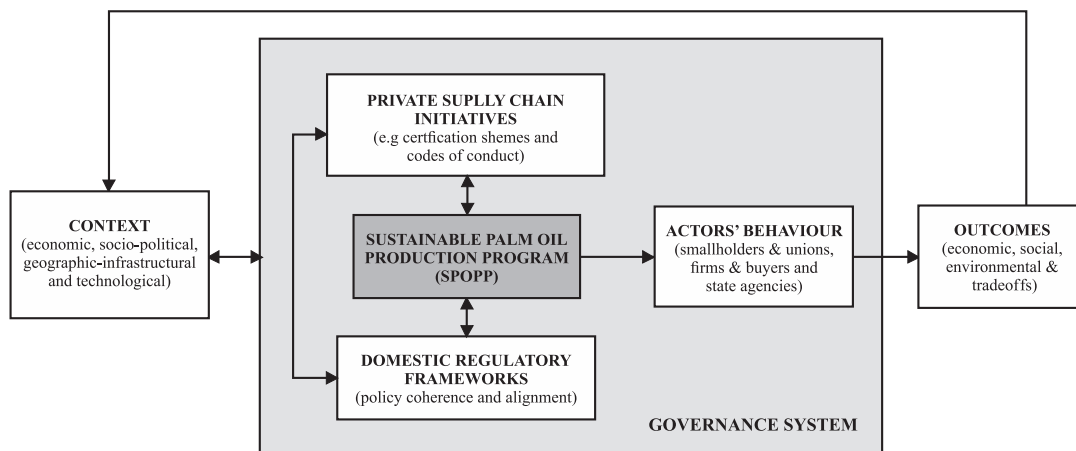 PRIVATE SUPLLY CHAIN
INITIATIVES
(e.g certfication shemes and
codes of conduct)
CONTEXT
(economic, socio-political,
geographic-infrastructural
and technological)
SUSTAINABLE PALM OIL
PRODUCTION PROGRAM
(SPOPP)
ACTORS' BEHAVIOUR
(smallholders & unions,
firms & buyers and
state agencies)
OUTCOMES
(economic, social,
environmental &
tradeoffs)
DOMESTIC REGULATORY
FRAMEWORKS
(policy coherence and alignment)
GOVERNANCE SYSTEM